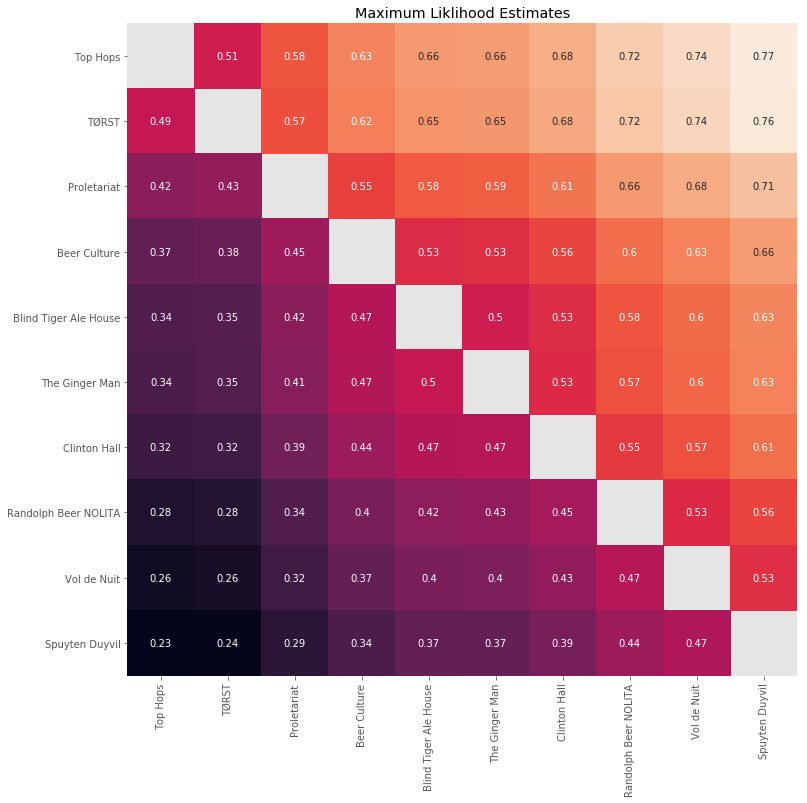 Maximum Liklihood Estimates
Top Hops 0.51 0.58 0.63 0.66 0.66 0.68 0.72 0.74 0.77
TØRST 0.49 0.57 0.62 0.65 0.65 0.68 0.72 0.74 0.76
Proletariat 0.42 0.43 0.55 0.58 0.59 0.61 0.66 0.68 0.71
Beer Culture 0.37 0.38 0.45 0.53 0.53 0.56 0.6 0.63 0.66
Blind Tiger Ale House 0.34 0.35 0.42 0.47 0.5 0.53 0.58 0.6 0.63
The Ginger Man 0.34 0.35 0.41 0.47 0.5 0.53 0.57 0.6 0.63
Clinton Hall 0.32 0.32 0.39 0.44 0.47 0.47 0.55 0.57 0.61
Randolph Beer NOLITA 0.28 0.28 0.34 0.4 0.42 0.43 0.45 0.53 0.56
Vol de Nuit 0.26 0.26 0.32 0.37 0.4 0.4 0.43 0.47 0.53
Spuyten Duyvil 0.23 0.24 0.29 0.34 0.37 0.37 0.39 0.44 0.47
Top Hops
TØRST
Proletariat
Beer Culture
Blind Tiger Ale House
The Ginger Man
Clinton Hall
Randolph Beer NOLITA
Vol de Nuit
Spuyten Duyvil